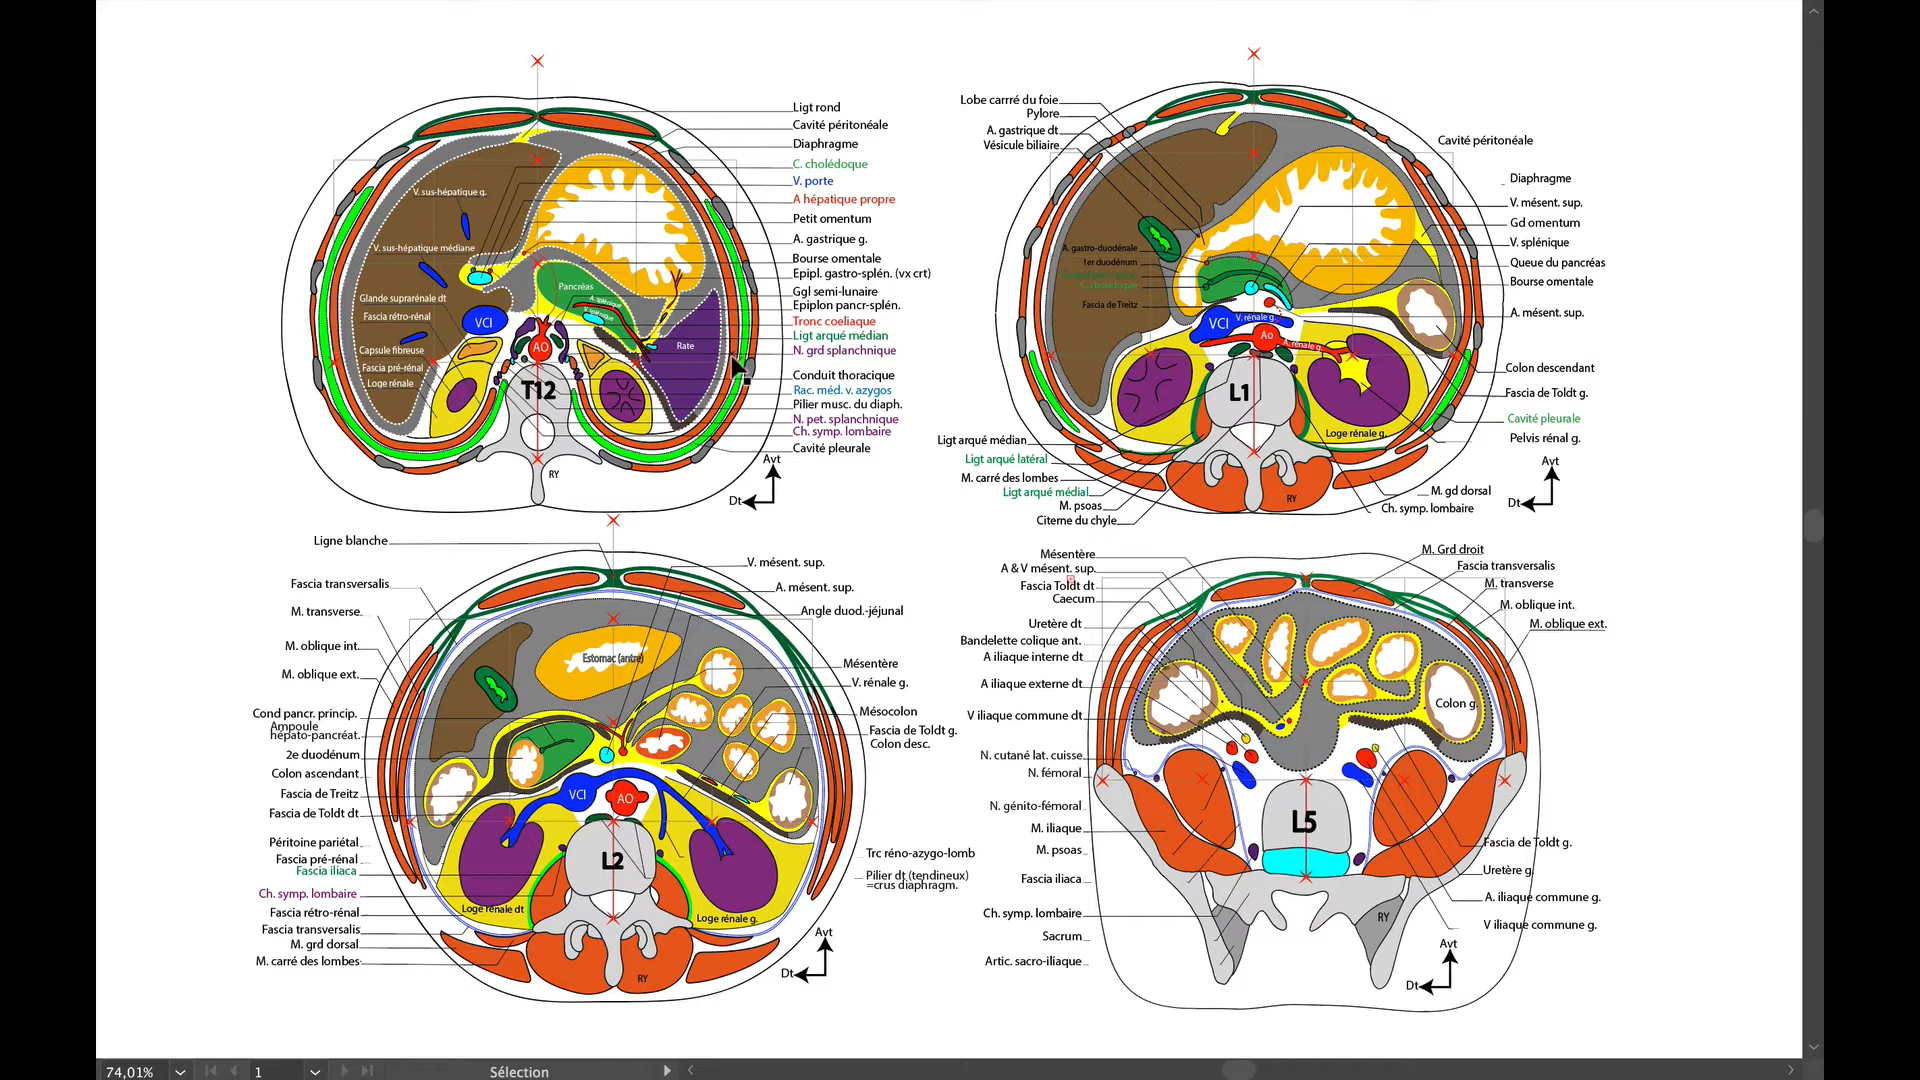 Ligt rond
Cavité péritonéale
Diaphragme
C. cholédoque
V. porte
A hépatique propre
Petit omentum
A. gastrique g.
Bourse omentale
Epipl. gastro-splén. (vx crt)
Ggl semi-lunaire
Epiplon pancr-splén.
Tronc coeliaque
Ligt arqué médian
N. grd splanchnique
Conduit thoracique
Rac. méd. v. azygos
Pilier musc. du diaph.
N. pet. splanchnique
Ch. symp. lombaire
Cavité pleurale
V. sus-hépatique g.
V. sus-hépatique médiane
Glande suprarénale dt
Fascia rétro-rénal
Capsule fibreuse
Fascia pré-rénal
Loge rénale
VCI
Pancréas
A. splénique
V. splénique
AO
Rate
T12
RY
Avt
Dt
Lobe carrré du foie
Pylore
A. gastrique dt
Vésicule biliaire
A. gastro-duodénale
1er duodénum
C. cholédoque
Fascia de Treitz
VCI
V. rénale g.
Ao
A. rénale g.
L1
Loge rénale g.
RY
Cavité péritonéale
Diaphragme
V. mésent. sup.
Gd omentum
V. splénique
Queue du pancréas
Bourse omentale
A. mésent. sup.
Colon descendant
Fascia de Toldt g.
Cavité pleurale
Pelvis rénal g.
Ligt arqué médian
Ligt arqué latéral
M. carré des lombes
Ligt arqué médial
M. psoas
Citerne du chyle
M. gd dorsal
Ch. symp. lombaire
Avt
Dt
Ligne blanche
Fascia transversalis
M. transverse
M. oblique int.
M. oblique ext.
Cond pancr. princip.
Ampoule
hépato-pancréat.
2e duodénum
Colon ascendant
Fascia de Treitz
Fascia de Toldt dt
Péritoine pariétal
Fascia pré-rénal
Fascia iliaca
Ch. symp. lombaire
Fascia rétro-rénal
Fascia transversalis
M. grd dorsal
M. carré des lombes
Estomac (antre)
VCI
AO
L2
Loge rénale dt
Loge rénale g.
RY
V. mésent. sup.
A. mésent. sup.
Angle duod.-jéjunal
Mésentère
V. rénale g.
Mésocolon
Fascia de Toldt g.
Colon desc.
Trc réno-azygo-lomb
Pilier dt (tendineux)
=crus diaphragm.
Avt
Dt
Mésentère
A & V mésent. sup.
Fascia Toldt dt
Caecum
Uretère dt
Bandelette colique ant.
A iliaque interne dt
A iliaque externe dt
V iliaque commune dt
N. cutané lat. cuisse
N. fémoral
N. génito-fémoral
M. iliaque
M. psoas
Fascia iliaca
Ch. symp. lombaire
Sacrum
Artic. sacro-iliaque
Colon g.
L5
RY
M. Grd droit
Fascia transversalis
M. transverse
M. oblique int.
M. oblique ext.
Fascia de Toldt g.
Uretère g.
A. iliaque commune g.
V iliaque commune g.
Avt
Dt
74,01%
1
Sélection